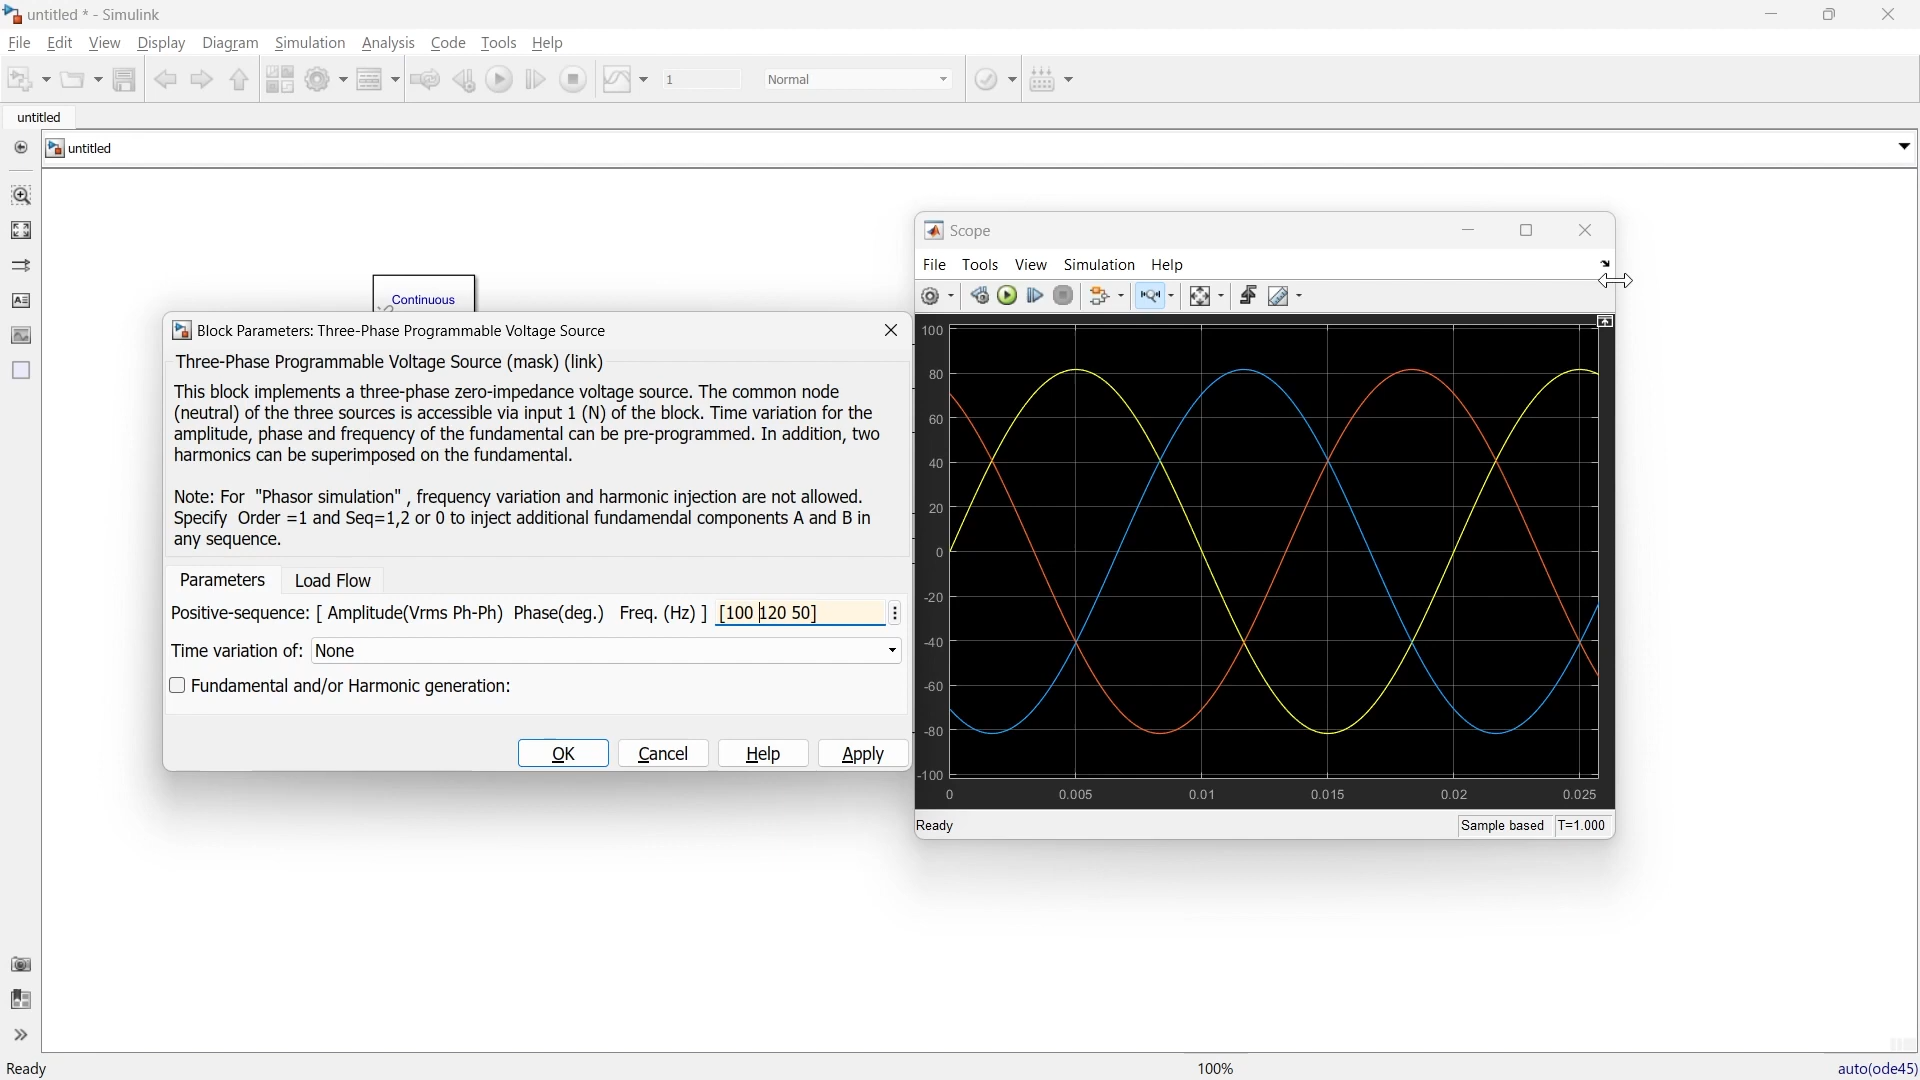 untitled * - Simulink
File Edit View Display Diagram Simulation Analysis Code Tools Help
1 Normal
untitled
untitled
Continuous
Block Parameters: Three-Phase Programmable Voltage Source
Three-Phase Programmable Voltage Source (mask) (link)
This block implements a three-phase zero-impedance voltage source. The common node
(neutral) of the three sources is accessible via input 1 (N) of the block. Time variation for the
amplitude, phase and frequency of the fundamental can be pre-programmed. In addition, two
harmonics can be superimposed on the fundamental.
Note: For "Phasor simulation" , frequency variation and harmonic injection are not allowed.
Specify Order =1 and Seq=1,2 or 0 to inject additional fundamendal components A and B in
any sequence.
Parameters Load Flow
Positive-sequence: [ Amplitude(Vrms Ph-Ph) Phase(deg.) Freq. (Hz) ] [100 120 50]
Time variation of: None
Fundamental and/or Harmonic generation:
OK Cancel Help Apply
Scope
File Tools View Simulation Help
100
80
60
40
20
0
-20
-40
-60
-80
-100
0 0.005 0.01 0.015 0.02 0.025
Ready Sample based T=1.000
Ready 100% auto(ode45)